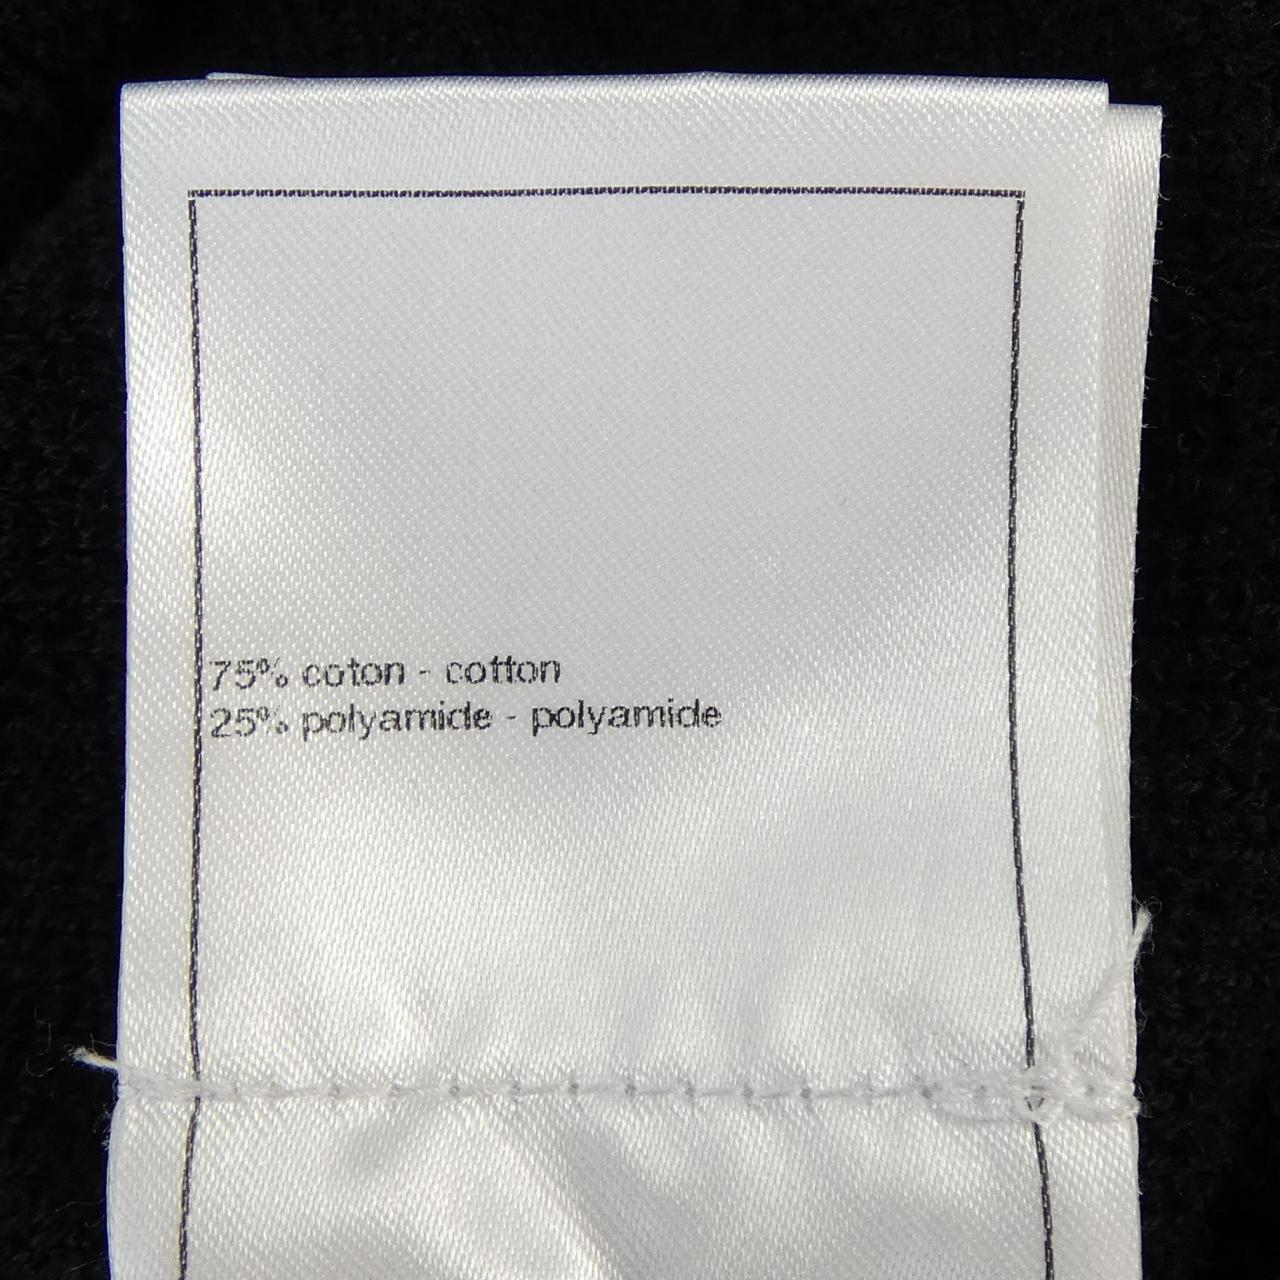 75% coton - cotton
25% polyamide - polyamide